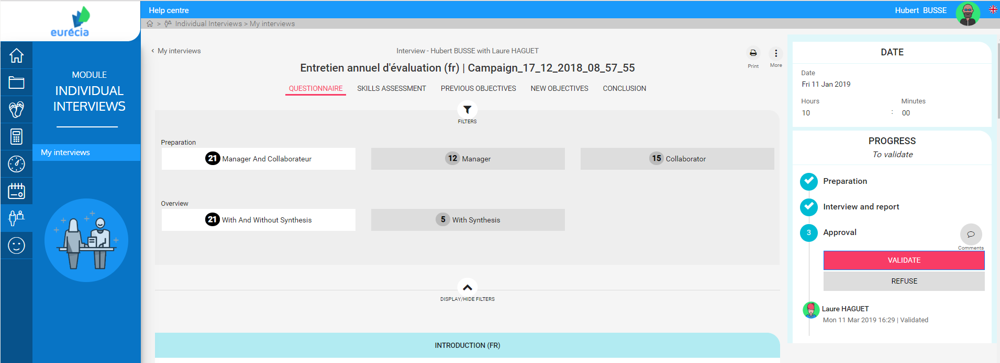 eurécia
Help centre
Hubert BUSSE
> Individual Interviews > My interviews
MODULE
INDIVIDUAL
INTERVIEWS
My interviews
‹ My interviews
Interview - Hubert BUSSE with Laure HAGUET
Entretien annuel d'évaluation (fr) | Campaign_17_12_2018_08_57_55
Print
More
QUESTIONNAIRE SKILLS ASSESSMENT PREVIOUS OBJECTIVES NEW OBJECTIVES CONCLUSION
FILTERS
Preparation
21 Manager And Collaborateur
12 Manager
15 Collaborator
Overview
21 With And Without Synthesis
5 With Synthesis
DISPLAY/HIDE FILTERS
INTRODUCTION (FR)
DATE
Date
Fri 11 Jan 2019
Hours Minutes
10 : 00
PROGRESS
To validate
Preparation
Interview and report
3 Approval
Comments
VALIDATE
REFUSE
Laure HAGUET
Mon 11 Mar 2019 16:29 | Validated